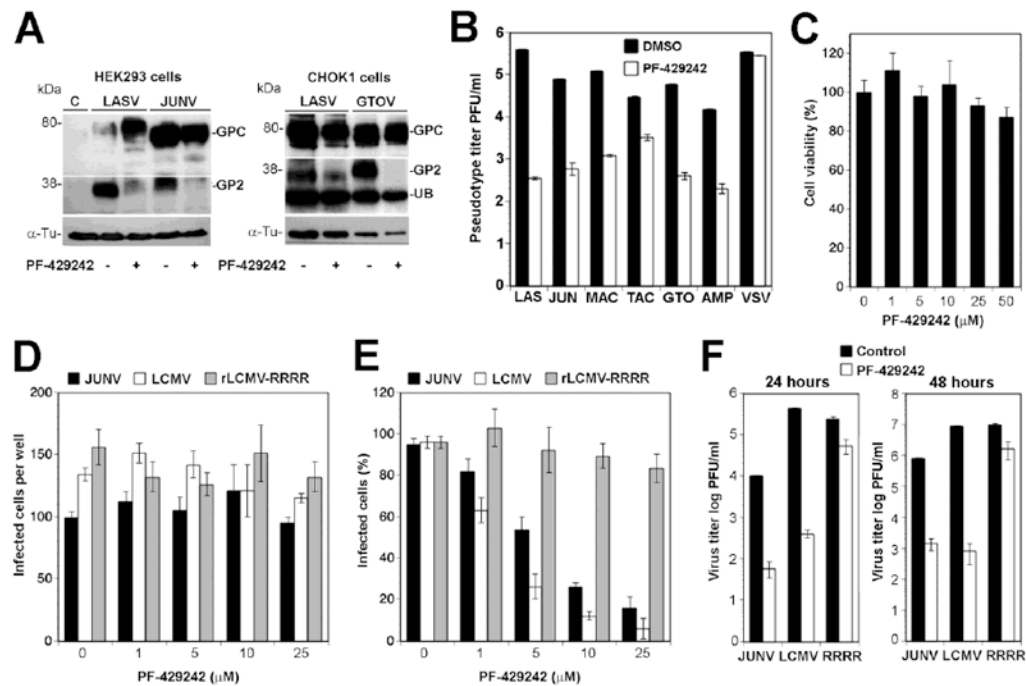 A
HEK293 cells
CHOK1 cells
kDa
C LASV JUNV
kDa
LASV GTOV
80-
-GPC
80-
-GPC
38-
-GP2
38-
-GP2
-UB
α-Tu-
α-Tu-
PF-429242 - + - +
PF-429242 - + - +
B
DMSO
PF-429242
Pseudotype titer PFU/ml
6
5
4
3
2
1
0
LAS JUN MAC TAC GTO AMP VSV
C
Cell viability (%)
120
100
80
60
40
20
0
0 1 5 10 25 50
PF-429242 (μM)
D
JUNV LCMV rLCMV-RRRR
Infected cells per well
200
150
100
50
0
0 1 5 10 25
PF-429242 (μM)
E
JUNV LCMV rLCMV-RRRR
Infected cells (%)
120
100
80
60
40
20
0
0 1 5 10 25
PF-429242 (μM)
F
Control
PF-429242
24 hours
48 hours
Virus titer log PFU/ml
6
5
4
3
2
1
0
JUNV LCMV RRRR
Virus titer log PFU/ml
8
7
6
5
4
3
2
1
0
JUNV LCMV RRRR